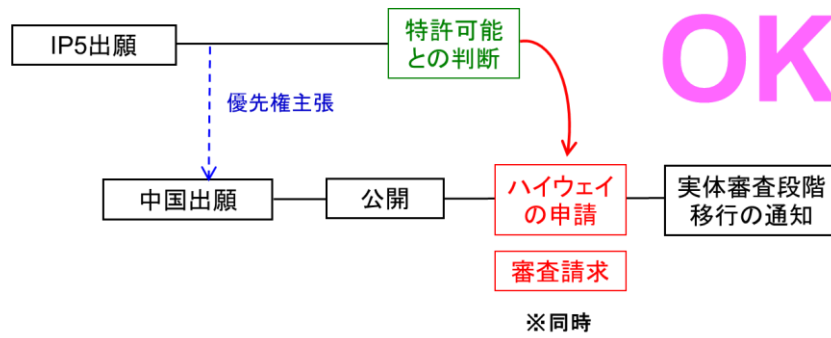 IP5出願
特許可能
との判断
OK
優先権主張
中国出願
公開
ハイウェイ
の申請
実体審査段階
移行の通知
審査請求
※同時